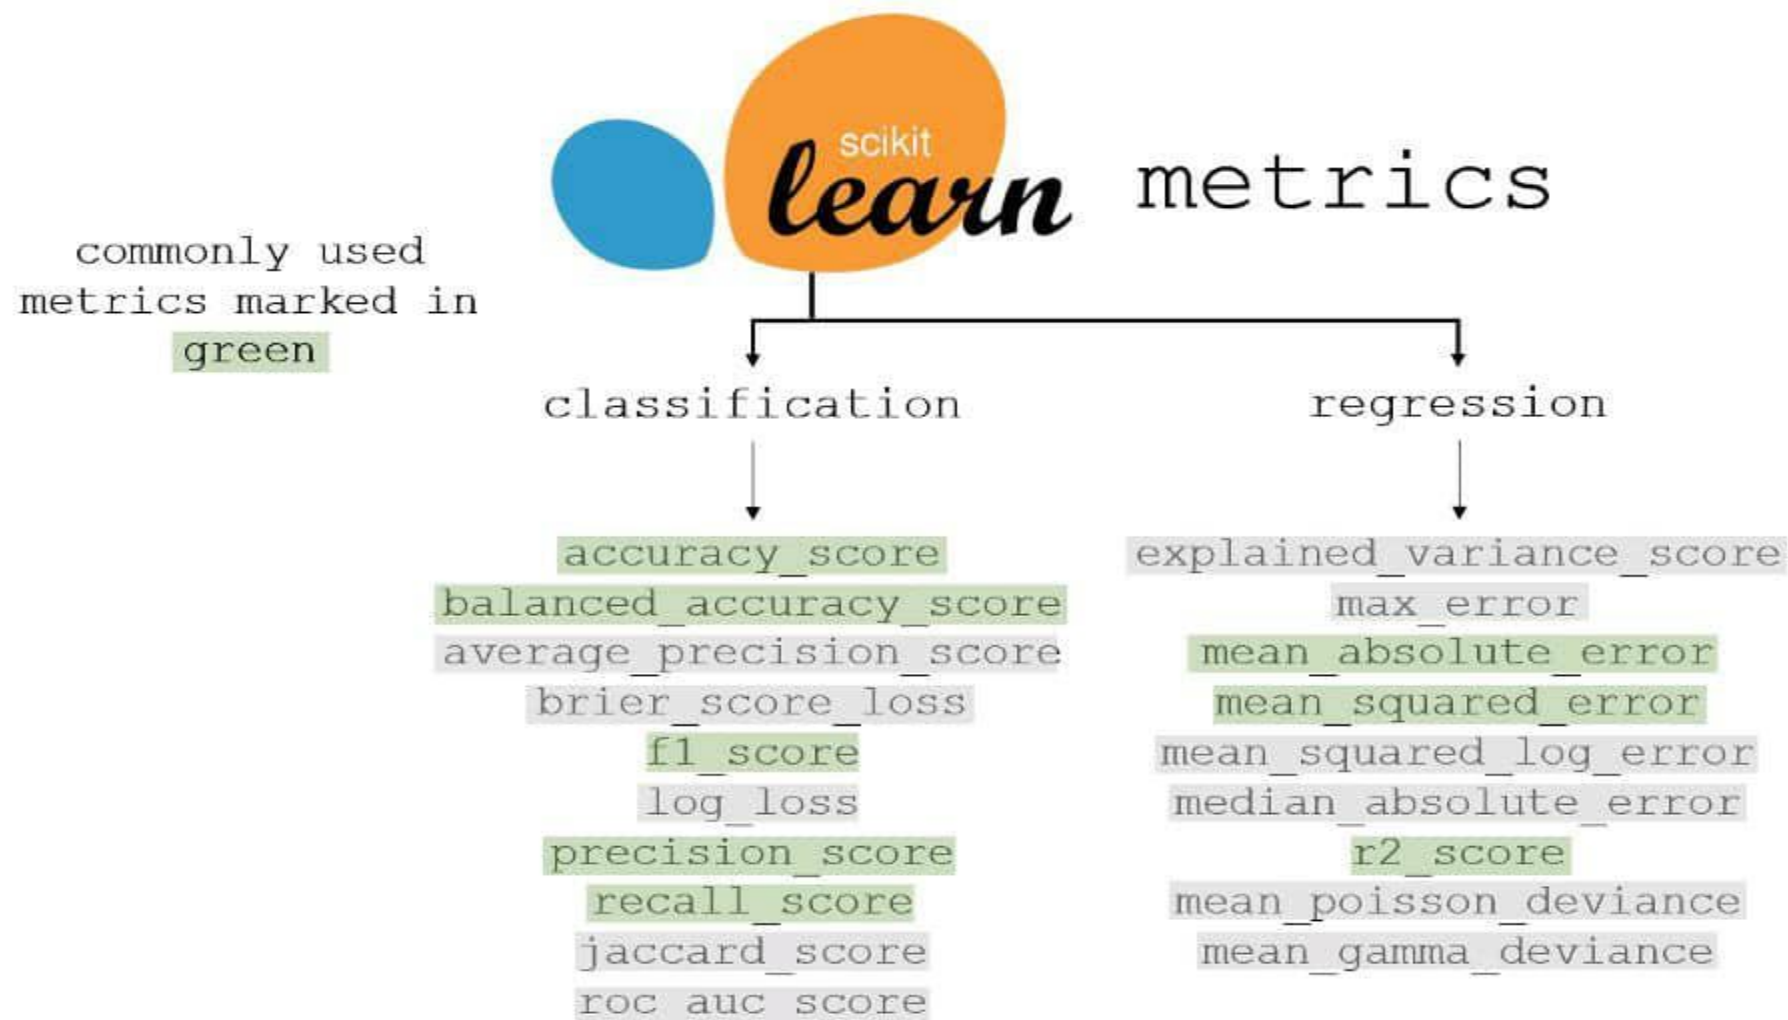 scikit
learn metrics
commonly used
metrics marked in
green
classification
accuracy_score
balanced_accuracy_score
average_precision_score
brier_score_loss
f1_score
log_loss
precision_score
recall_score
jaccard_score
roc_auc_score
regression
explained_variance_score
max_error
mean_absolute_error
mean_squared_error
mean_squared_log_error
median_absolute_error
r2_score
mean_poisson_deviance
mean_gamma_deviance